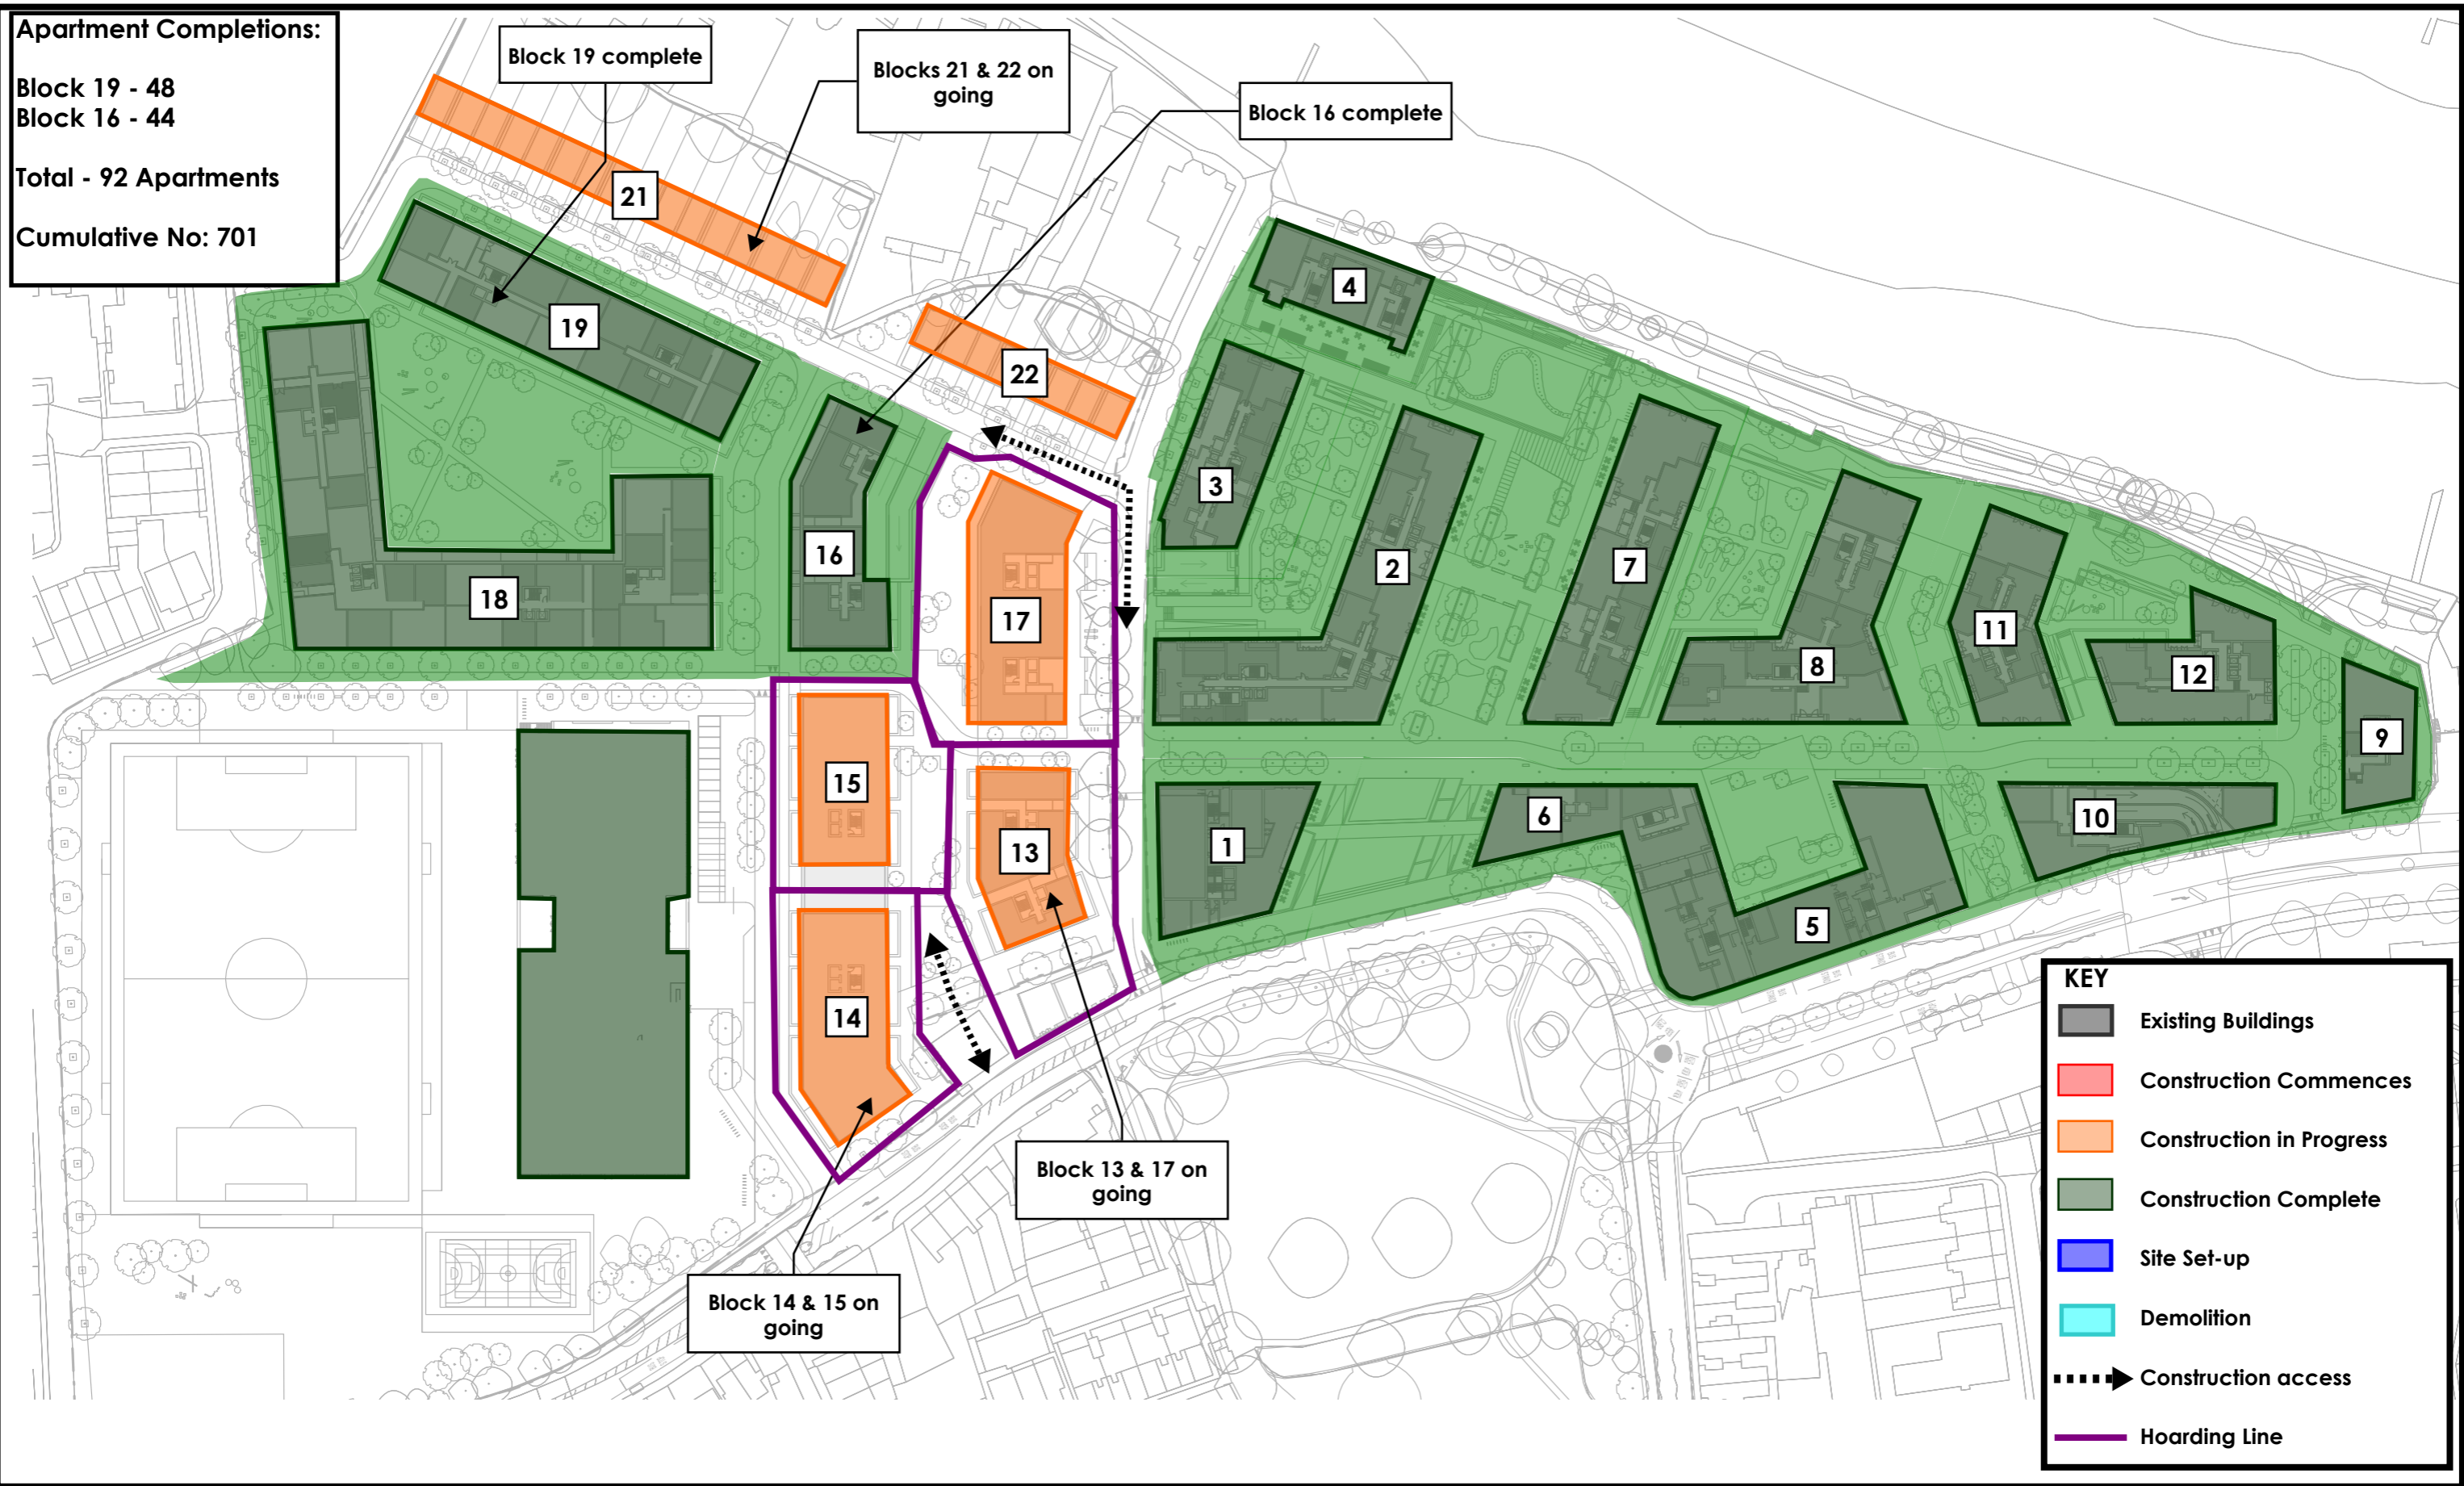 Apartment Completions:
Block 19 - 48
Block 16 - 44
Total - 92 Apartments
Cumulative No: 701
Block 19 complete
Blocks 21 & 22 on
going
Block 16 complete
21
22
4
19
3
2
7
16
18
17
8
11
12
9
15
13
1
6
10
5
14
Block 13 & 17 on
going
Block 14 & 15 on
going
KEY
Existing Buildings
Construction Commences
Construction in Progress
Construction Complete
Site Set-up
Demolition
Construction access
Hoarding Line